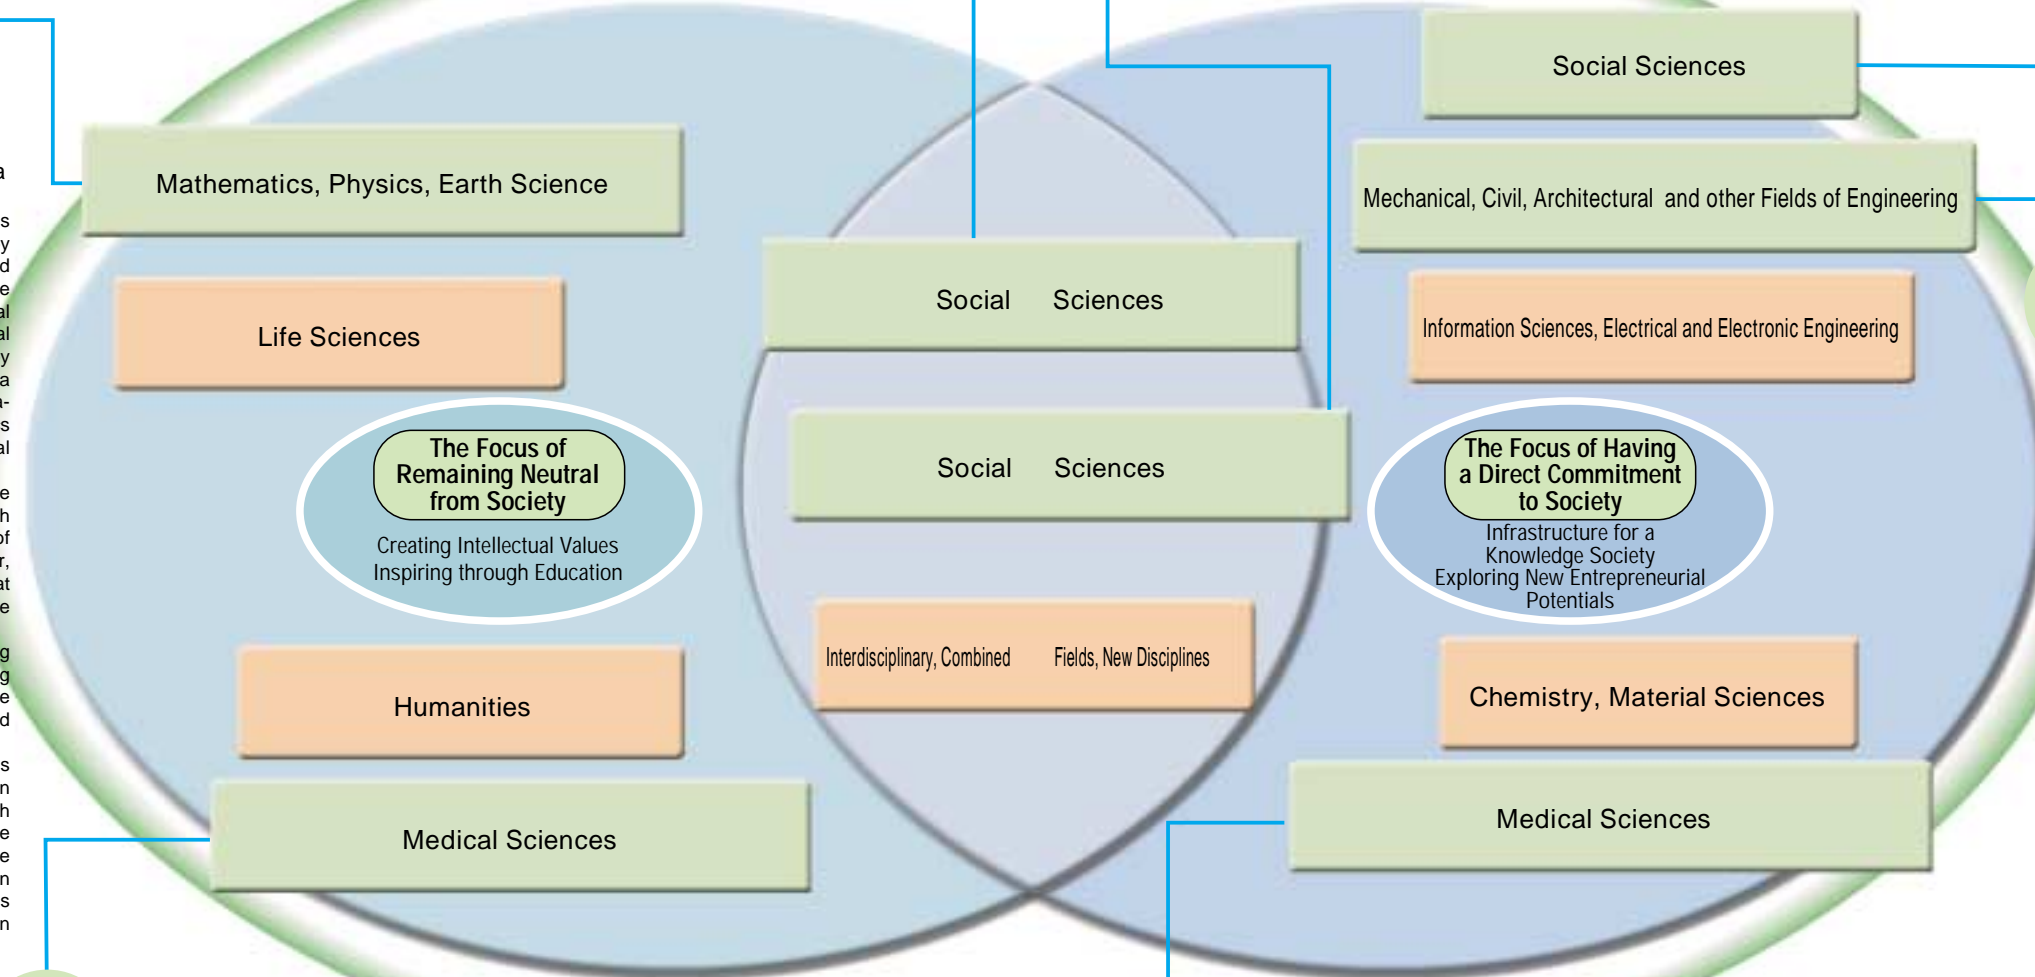 Social Sciences
Mathematics, Physics, Earth Science
Mechanical, Civil, Architectural and other Fields of Engineering
Social Sciences
Life Sciences
Information Sciences, Electrical and Electronic Engineering
The Focus of
Remaining Neutral
from Society
Creating Intellectual Values
Inspiring through Education
Social Sciences
The Focus of Having
a Direct Commitment
to Society
Infrastructure for a
Knowledge Society
Exploring New Entrepreneurial
Potentials
Interdisciplinary, Combined Fields, New Disciplines
Humanities
Chemistry, Material Sciences
Medical Sciences
Medical Sciences